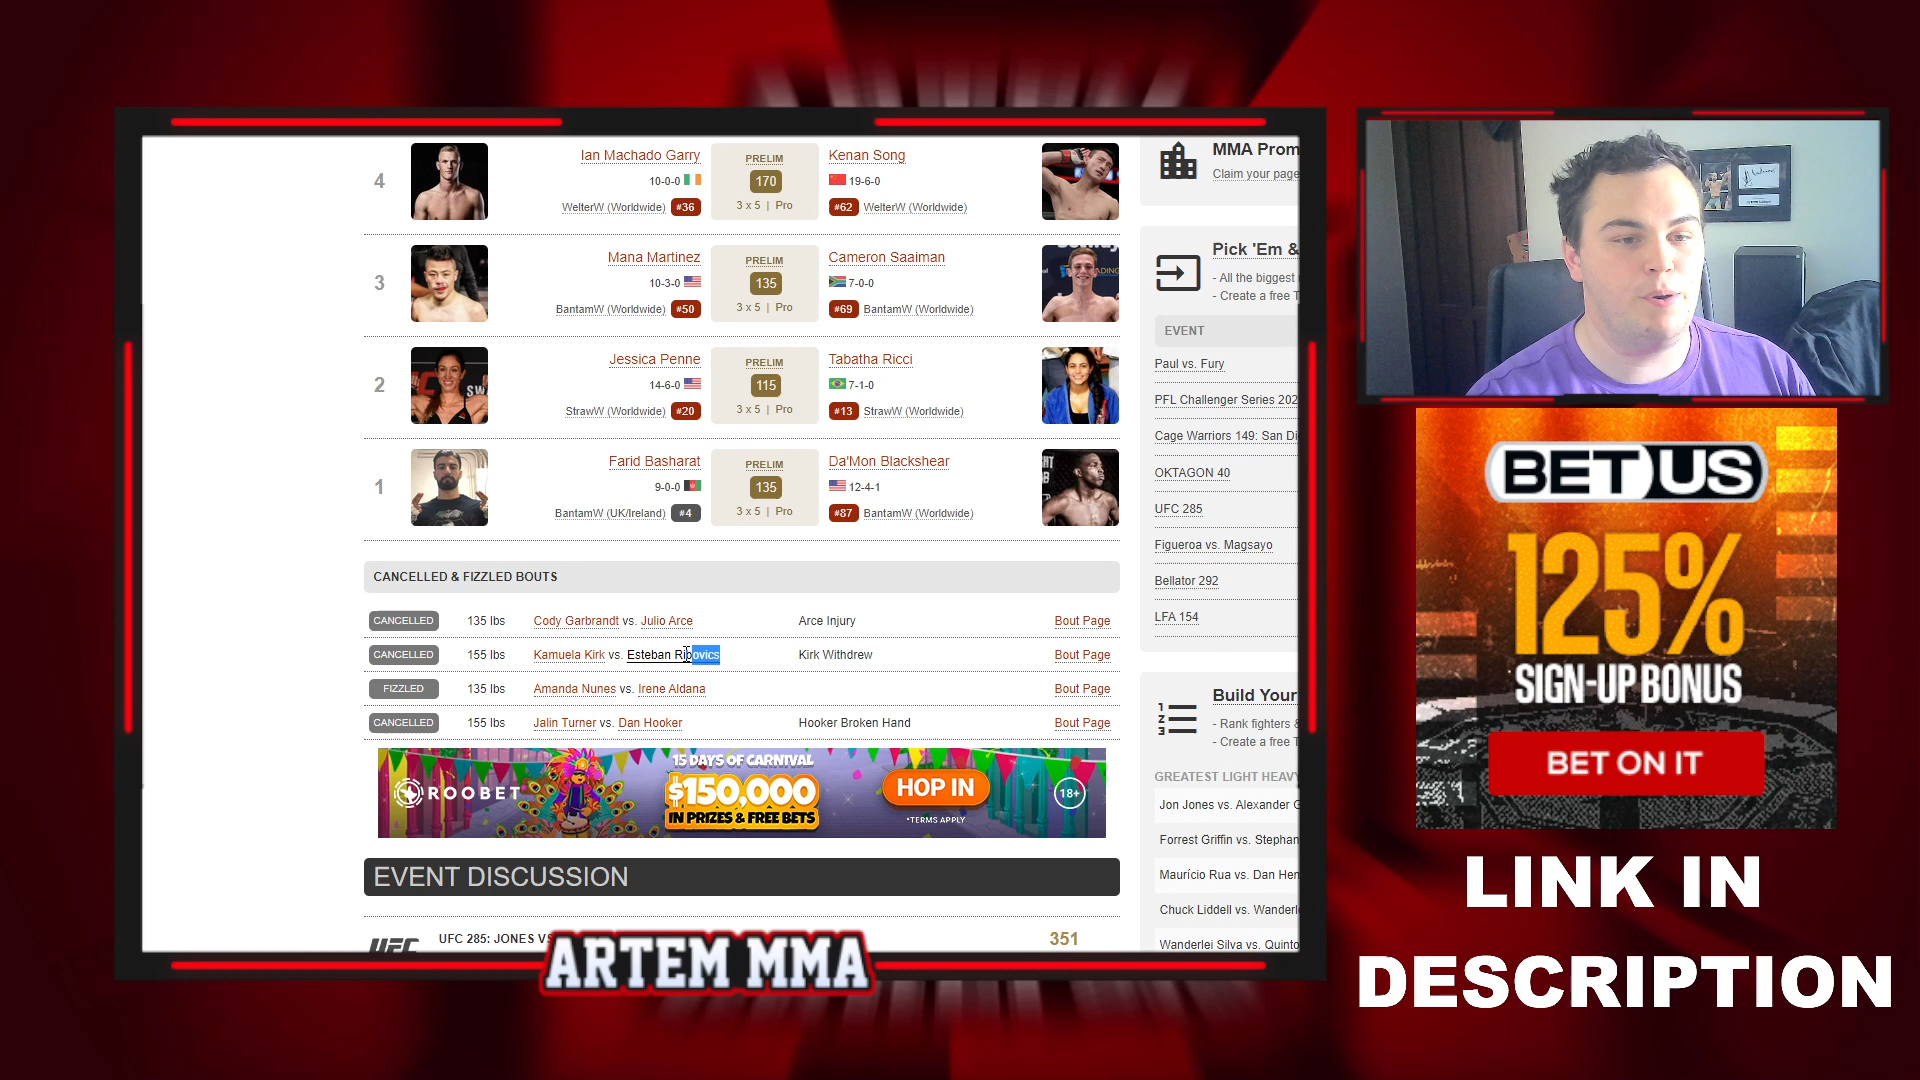 4
Ian Machado Garry
10-0-0
WelterW (Worldwide) #36
PRELIM
170
3 x 5 | Pro
Kenan Song
19-6-0
#62 WelterW (Worldwide)
3
Mana Martinez
10-3-0
BantamW (Worldwide) #50
PRELIM
135
3 x 5 | Pro
Cameron Saaiman
7-0-0
#69 BantamW (Worldwide)
2
Jessica Penne
14-6-0
StrawW (Worldwide) #20
PRELIM
115
3 x 5 | Pro
Tabatha Ricci
7-1-0
#13 StrawW (Worldwide)
1
Farid Basharat
9-0-0
BantamW (UK/Ireland) #4
PRELIM
135
3 x 5 | Pro
Da'Mon Blackshear
12-4-1
#87 BantamW (Worldwide)
CANCELLED & FIZZLED BOUTS
CANCELLED 135 lbs Cody Garbrandt vs. Julio Arce Arce Injury Bout Page
CANCELLED 155 lbs Kamuela Kirk vs. Esteban Ribovics Kirk Withdrew Bout Page
FIZZLED 135 lbs Amanda Nunes vs. Irene Aldana Bout Page
CANCELLED 155 lbs Jalin Turner vs. Dan Hooker Hooker Broken Hand Bout Page
ROOBET
15 DAYS OF CARNIVAL
$150,000
IN PRIZES & FREE BETS
HOP IN
*TERMS APPLY
18+
EVENT DISCUSSION
UFC
UFC 285: JONES VS
351
ARTEM MMA
MMA Prom
Claim your page
Pick 'Em &
- All the biggest
- Create a free T
EVENT
Paul vs. Fury
PFL Challenger Series 202
Cage Warriors 149: San Di
OKTAGON 40
UFC 285
Figueroa vs. Magsayo
Bellator 292
LFA 154
1
2
3
Build Your
- Rank fighters &
- Create a free T
GREATEST LIGHT HEAVY
Jon Jones vs. Alexander G
Forrest Griffin vs. Stephan
Maurício Rua vs. Dan Hen
Chuck Liddell vs. Wanderl
Wanderlei Silva vs. Quinto
BETUS
125%
SIGN-UP BONUS
BET ON IT
LINK IN
DESCRIPTION